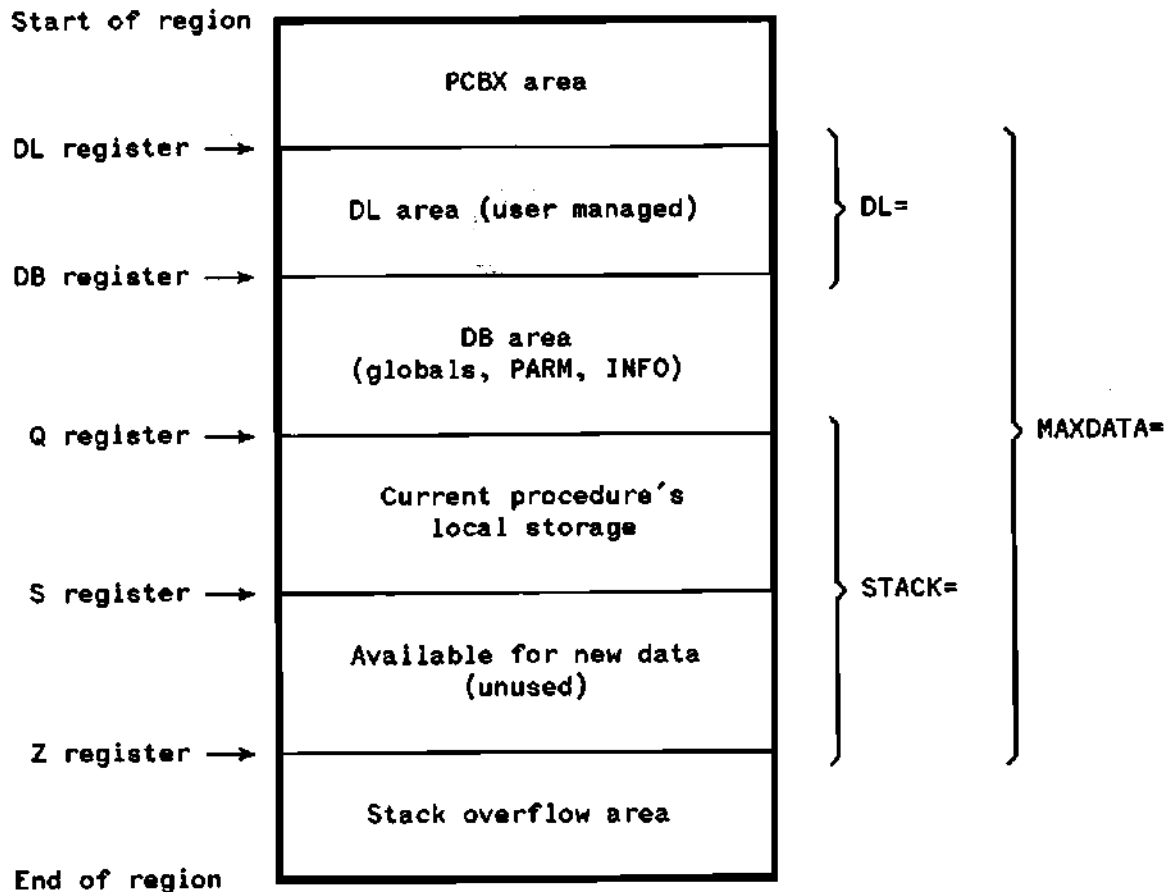 Start of region
PCBX area
DL register
DL area (user managed)
DL=
DB register
DB area
(globals, PARM, INFO)
Q register
MAXDATA=
Current procedure's
local storage
S register
STACK=
Available for new data
(unused)
Z register
Stack overflow area
End of region